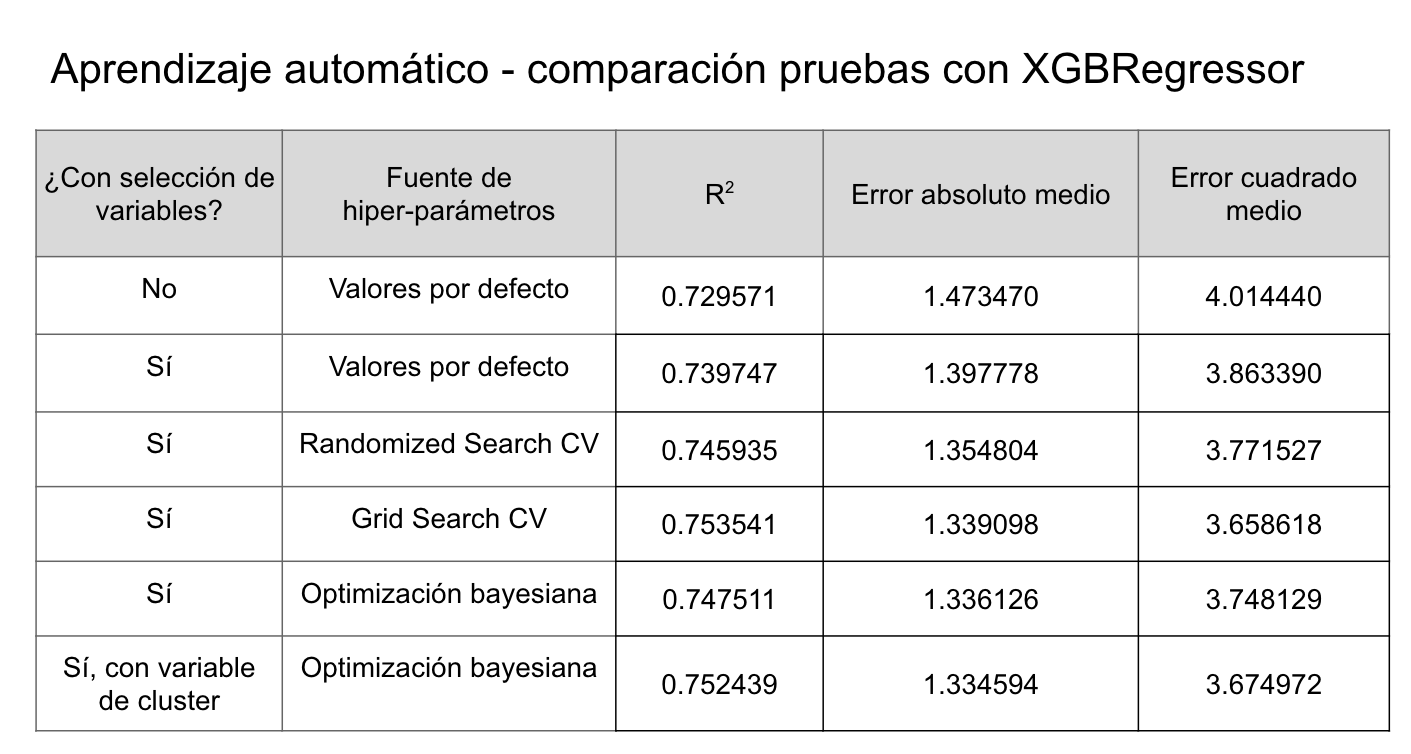 Aprendizaje automático - comparación pruebas con XGBRegressor
¿Con selección de
variables?
Fuente de
hiper-parámetros
R²
Error absoluto medio
Error cuadrado
medio
No
Valores por defecto
0.729571
1.473470
4.014440
Sí
Valores por defecto
0.739747
1.397778
3.863390
Sí
Randomized Search CV
0.745935
1.354804
3.771527
Sí
Grid Search CV
0.753541
1.339098
3.658618
Sí
Optimización bayesiana
0.747511
1.336126
3.748129
Sí, con variable
de cluster
Optimización bayesiana
0.752439
1.334594
3.674972